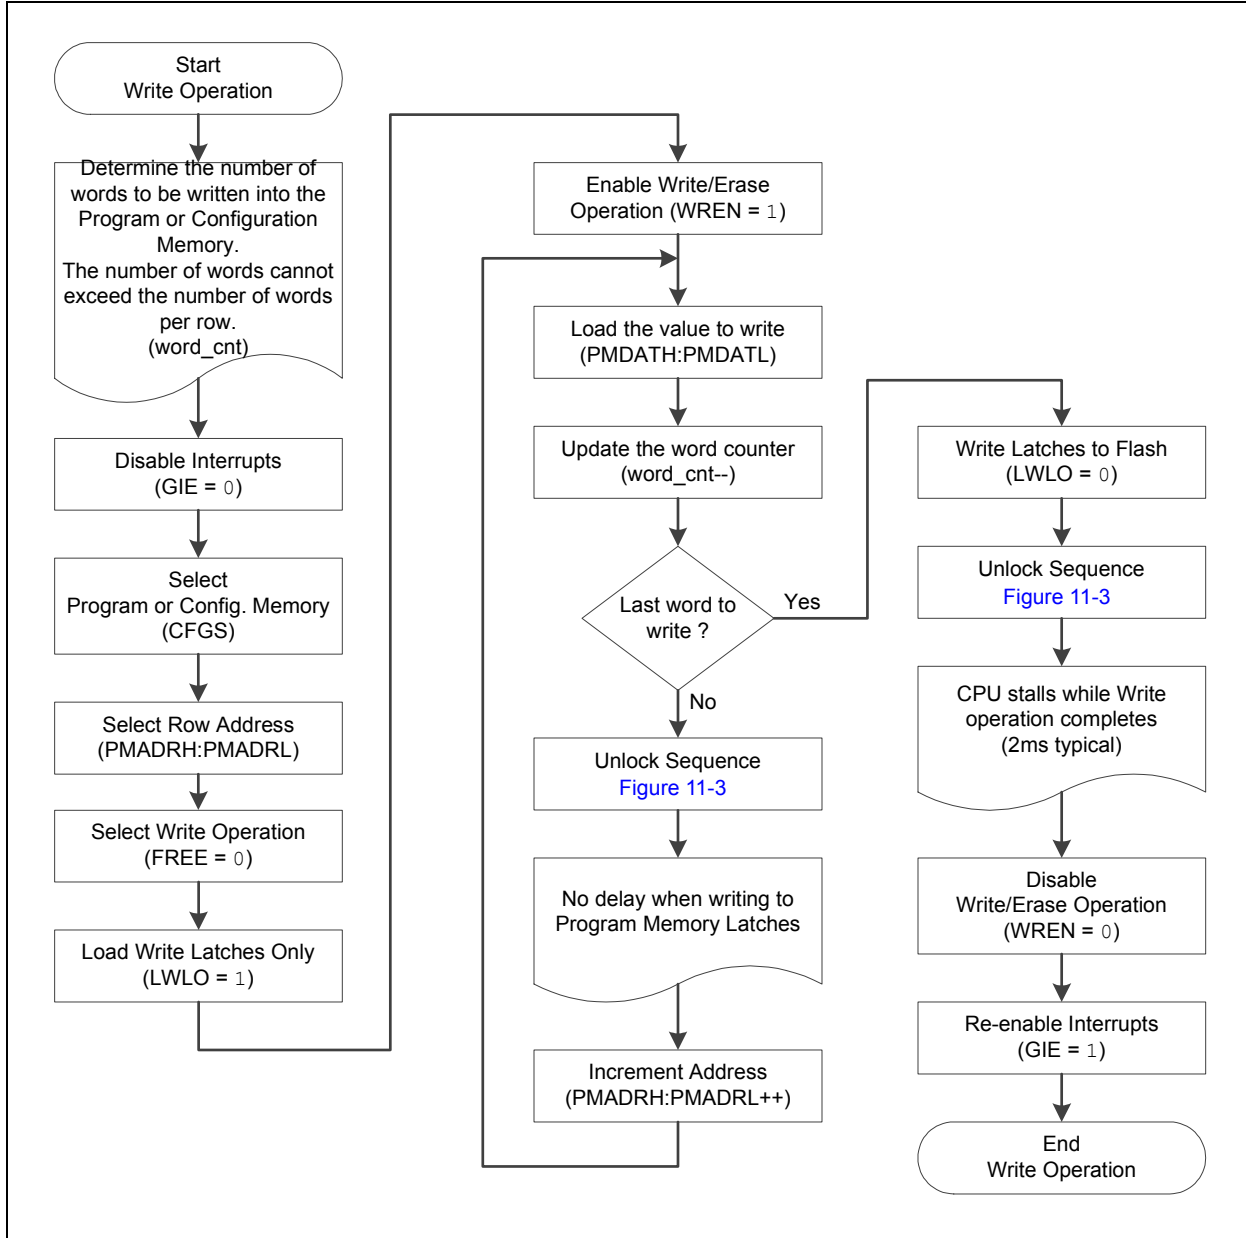 Start
Write Operation
Determine the number of
words to be written into the
Program or Configuration
Memory.
The number of words cannot
exceed the number of words
per row.
(word_cnt)
Disable Interrupts
(GIE = 0)
Select
Program or Config. Memory
(CFGS)
Select Row Address
(PMADRH:PMADRL)
Select Write Operation
(FREE = 0)
Load Write Latches Only
(LWLO = 1)
Enable Write/Erase
Operation (WREN = 1)
Load the value to write
(PMDATH:PMDATL)
Update the word counter
(word_cnt--)
Last word to
write ?
Yes
No
Unlock Sequence
Figure 11-3
No delay when writing to
Program Memory Latches
Increment Address
(PMADRH:PMADRL++)
Write Latches to Flash
(LWLO = 0)
Unlock Sequence
Figure 11-3
CPU stalls while Write
operation completes
(2ms typical)
Disable
Write/Erase Operation
(WREN = 0)
Re-enable Interrupts
(GIE = 1)
End
Write Operation